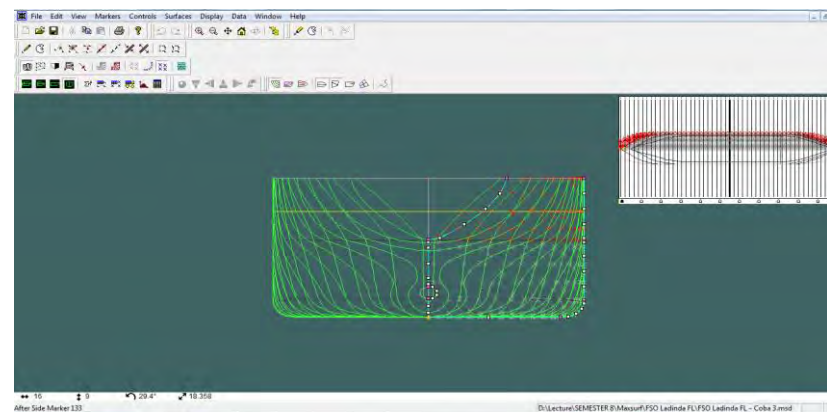 File Edit View Markers Controls Surfaces Display Data Window Help
16 9 29.4° 18.358
After Side Marker 133 D:\Lecture\SEMESTER 8\Maxsurf\FSO Ladinda FL\FSO Ladinda FL - Coba 3.msd